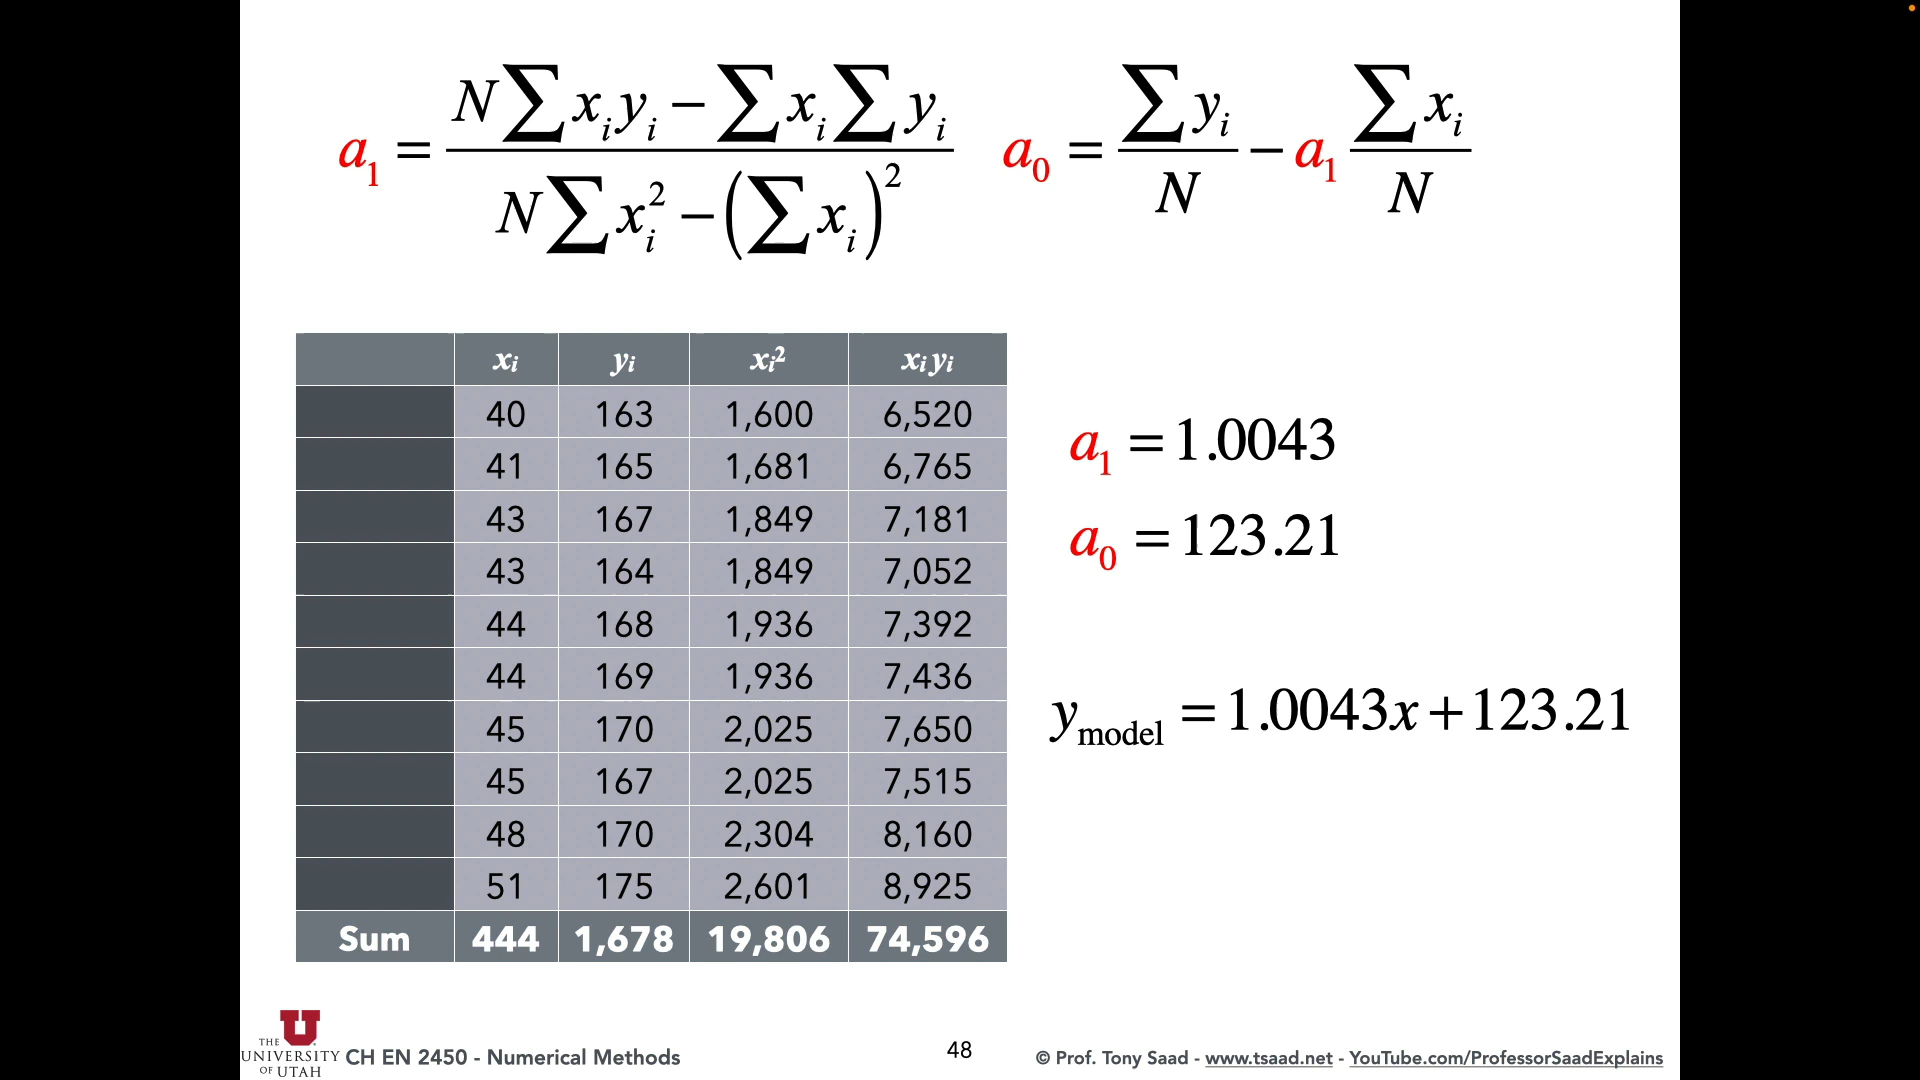 a₁ = (N∑xᵢyᵢ − ∑xᵢ∑yᵢ) / (N∑xᵢ² − (∑xᵢ)²)    a₀ = ∑yᵢ / N − a₁ ∑xᵢ / N
xᵢ yᵢ xᵢ² xᵢyᵢ
40 163 1,600 6,520
41 165 1,681 6,765
43 167 1,849 7,181
43 164 1,849 7,052
44 168 1,936 7,392
44 169 1,936 7,436
45 170 2,025 7,650
45 167 2,025 7,515
48 170 2,304 8,160
51 175 2,601 8,925
Sum 444 1,678 19,806 74,596
a₁ = 1.0043
a₀ = 123.21
y_model = 1.0043x + 123.21
THE
UNIVERSITY
OF UTAH
CH EN 2450 - Numerical Methods
48
© Prof. Tony Saad - www.tsaad.net - YouTube.com/ProfessorSaadExplains